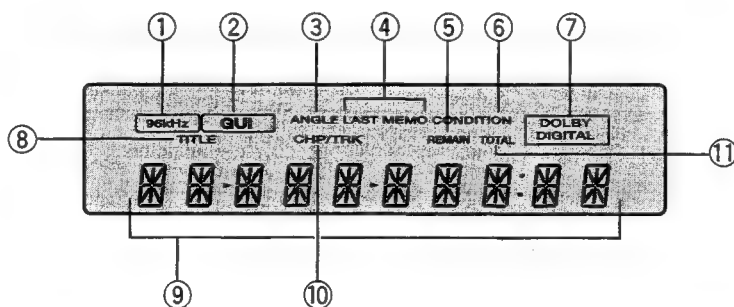 ① ② ③ ④ ⑤ ⑥ ⑦
96kHz GUI ANGLE LAST MEMO CONDITION DOLBY DIGITAL
⑧ TITLE CHP/TRK REMAIN TOTAL ⑪
⑨ ⑩